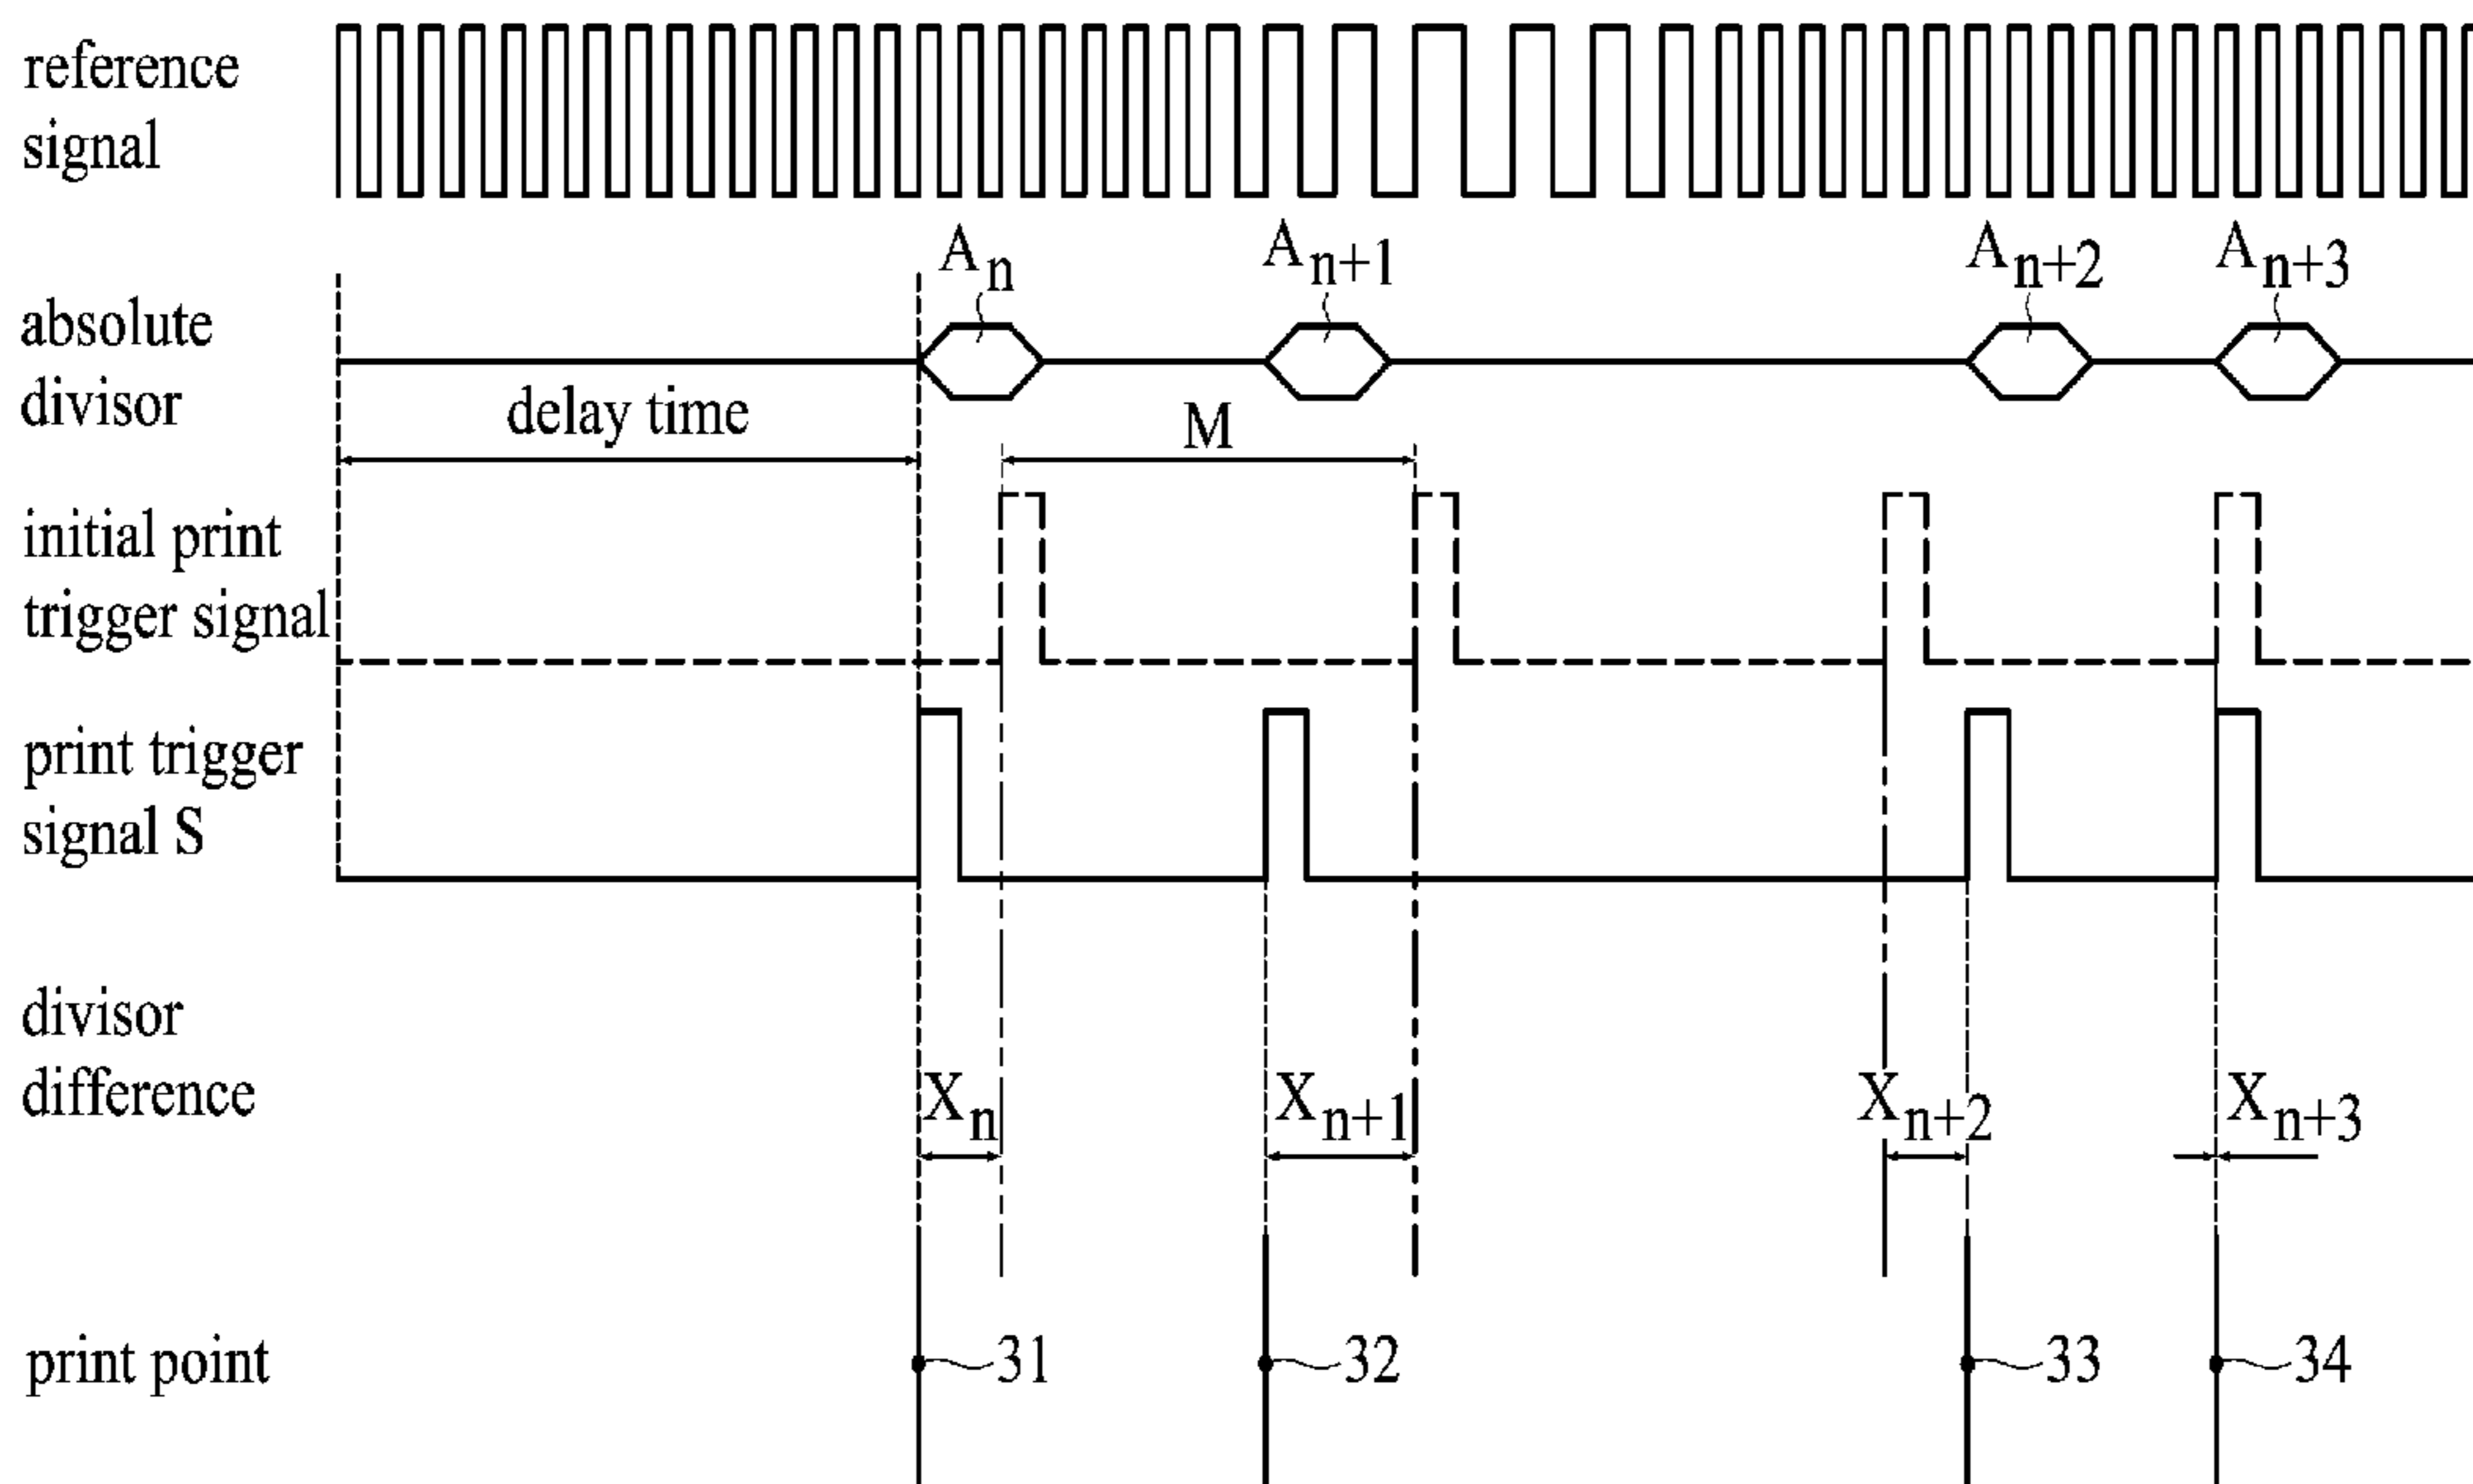 reference
signal
A_n
A_n+1
A_n+2
A_n+3
absolute
divisor
delay time
M
initial print
trigger signal
print trigger
signal S
divisor
difference
X_n
X_n+1
X_n+2
X_n+3
print point
31
32
33
34